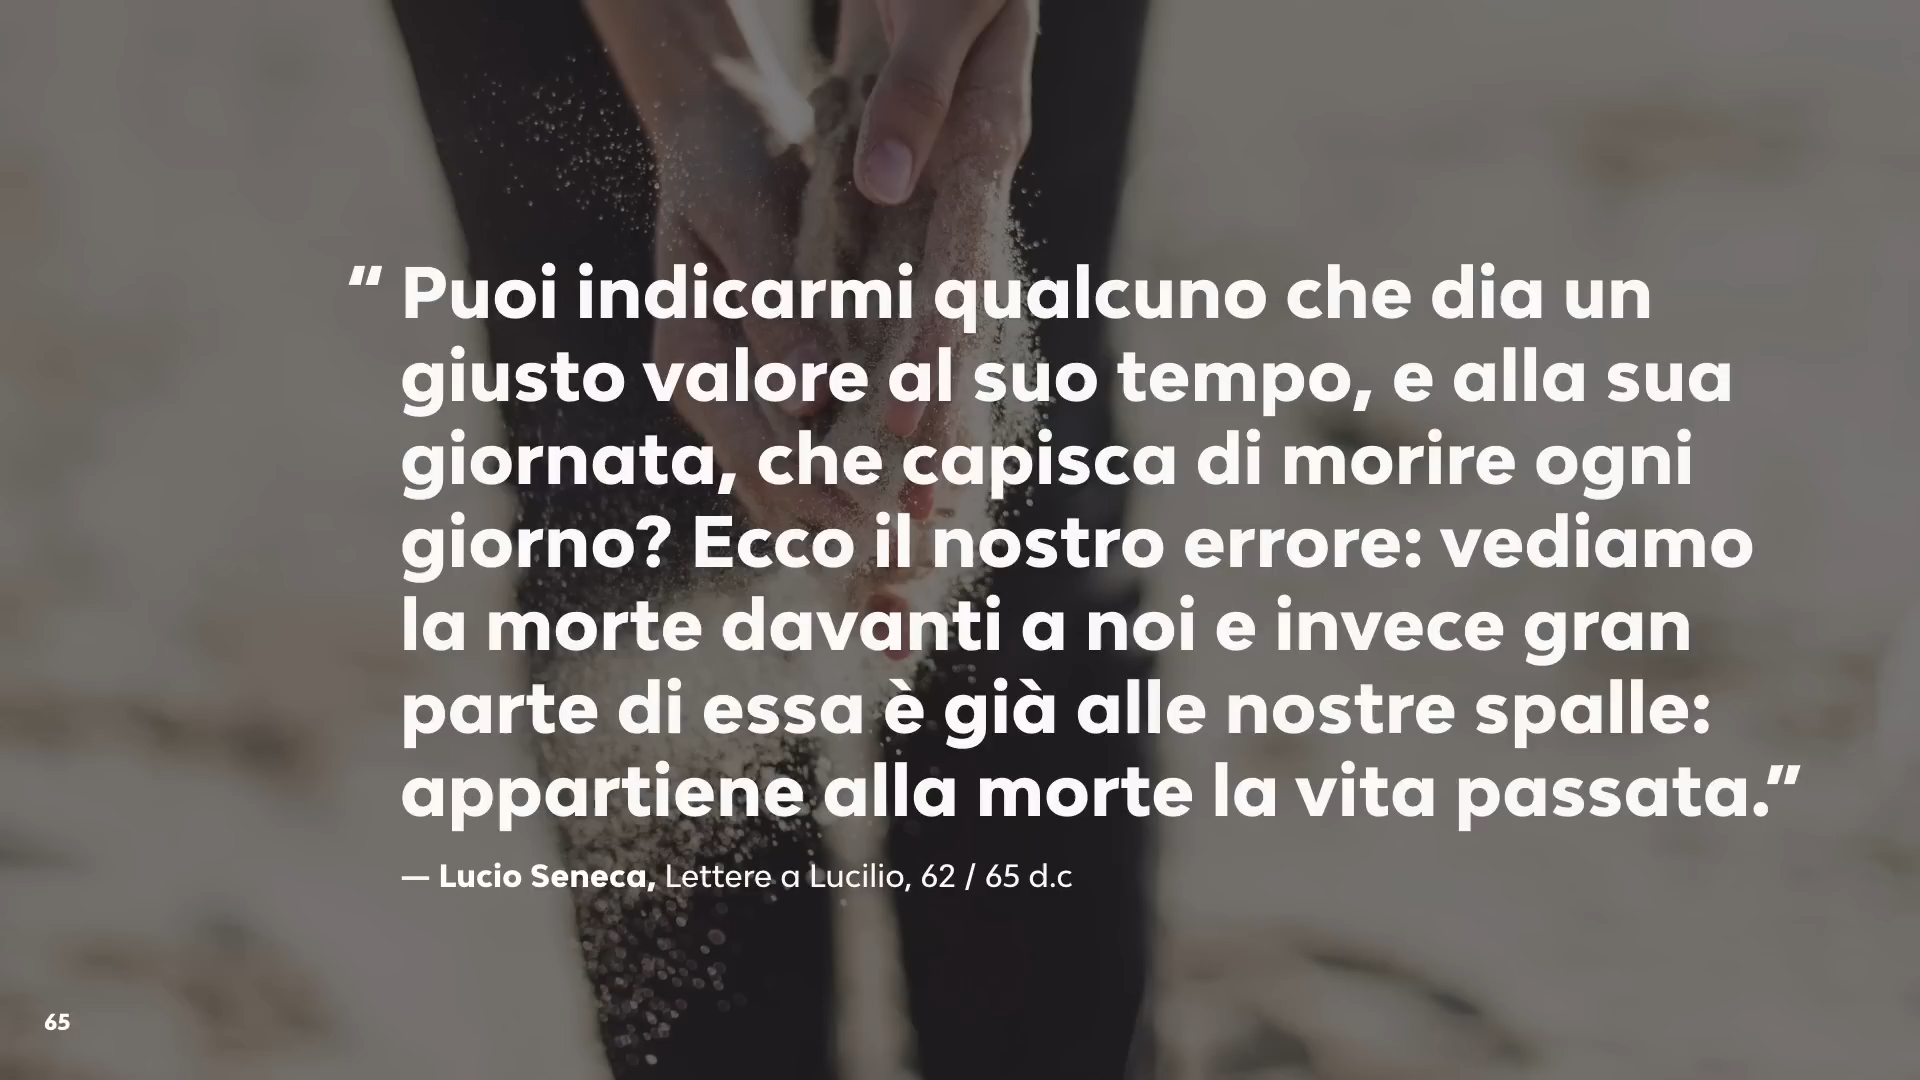 “ Puoi indicarmi qualcuno che dia un
giusto valore al suo tempo, e alla sua
giornata, che capisca di morire ogni
giorno? Ecco il nostro errore: vediamo
la morte davanti a noi e invece gran
parte di essa è già alle nostre spalle:
appartiene alla morte la vita passata.”
— Lucio Seneca, Lettere a Lucilio, 62 / 65 d.c
65